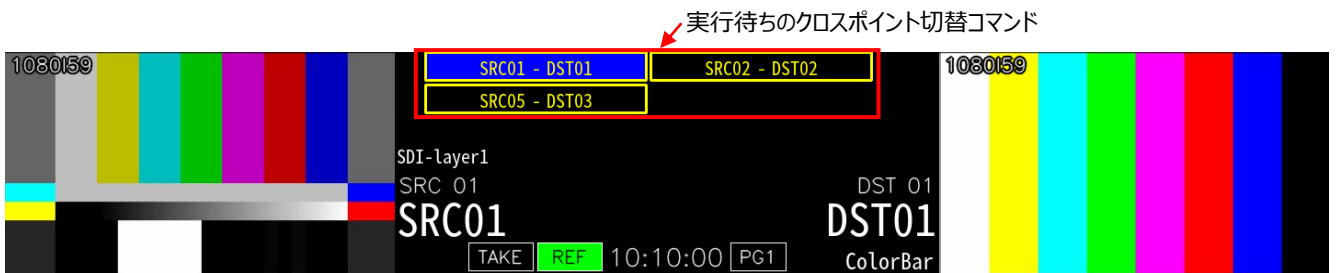 実行待ちのクロスポイント切替コマンド
1080I59
SRC01 - DST01
SRC02 - DST02
1080I59
SRC05 - DST03
SDI-layer1
SRC 01
DST 01
SRC01
DST01
TAKE REF 10:10:00 PG1
ColorBar